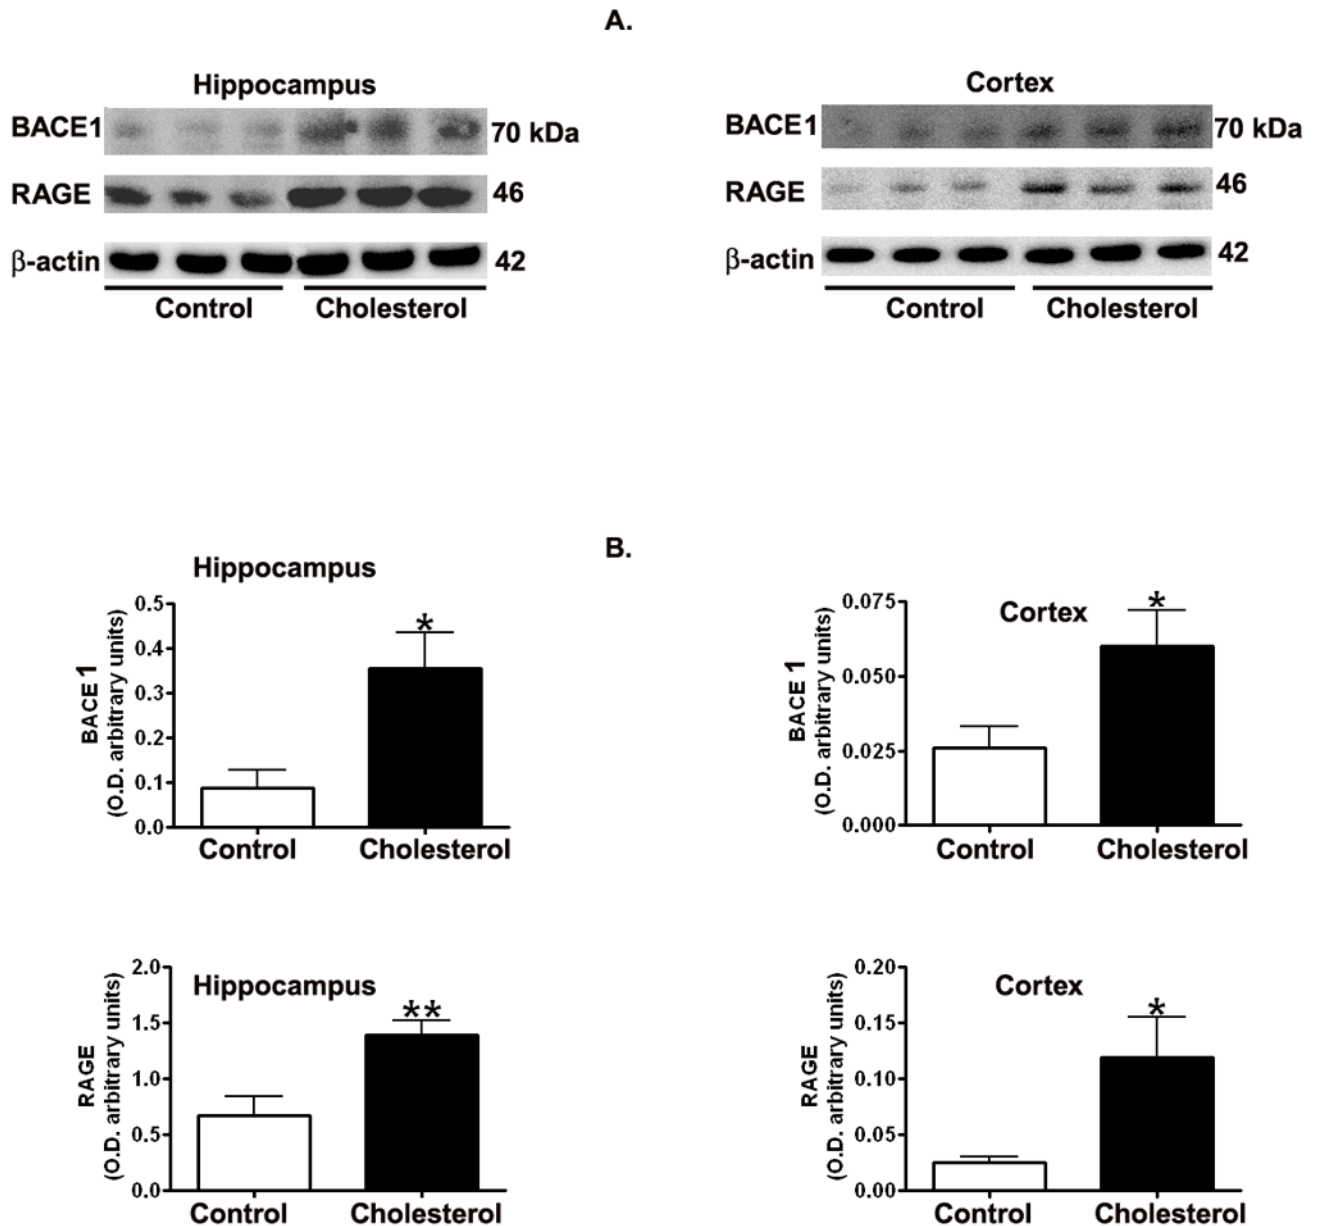 A.
Hippocampus
BACE1
70 kDa
RAGE
46
β-actin
42
Control
Cholesterol
Cortex
BACE1
70 kDa
RAGE
46
β-actin
42
Control
Cholesterol
B.
Hippocampus
BACE 1
(O.D. arbitrary units)
0.5
0.4
0.3
0.2
0.1
0.0
*
Control
Cholesterol
Cortex
BACE 1
(O.D. arbitrary units)
0.075
0.050
0.025
0.000
*
Control
Cholesterol
Hippocampus
RAGE
(O.D. arbitrary units)
2.0
1.5
1.0
0.5
0.0
**
Control
Cholesterol
Cortex
RAGE
(O.D. arbitrary units)
0.20
0.15
0.10
0.05
0.00
*
Control
Cholesterol